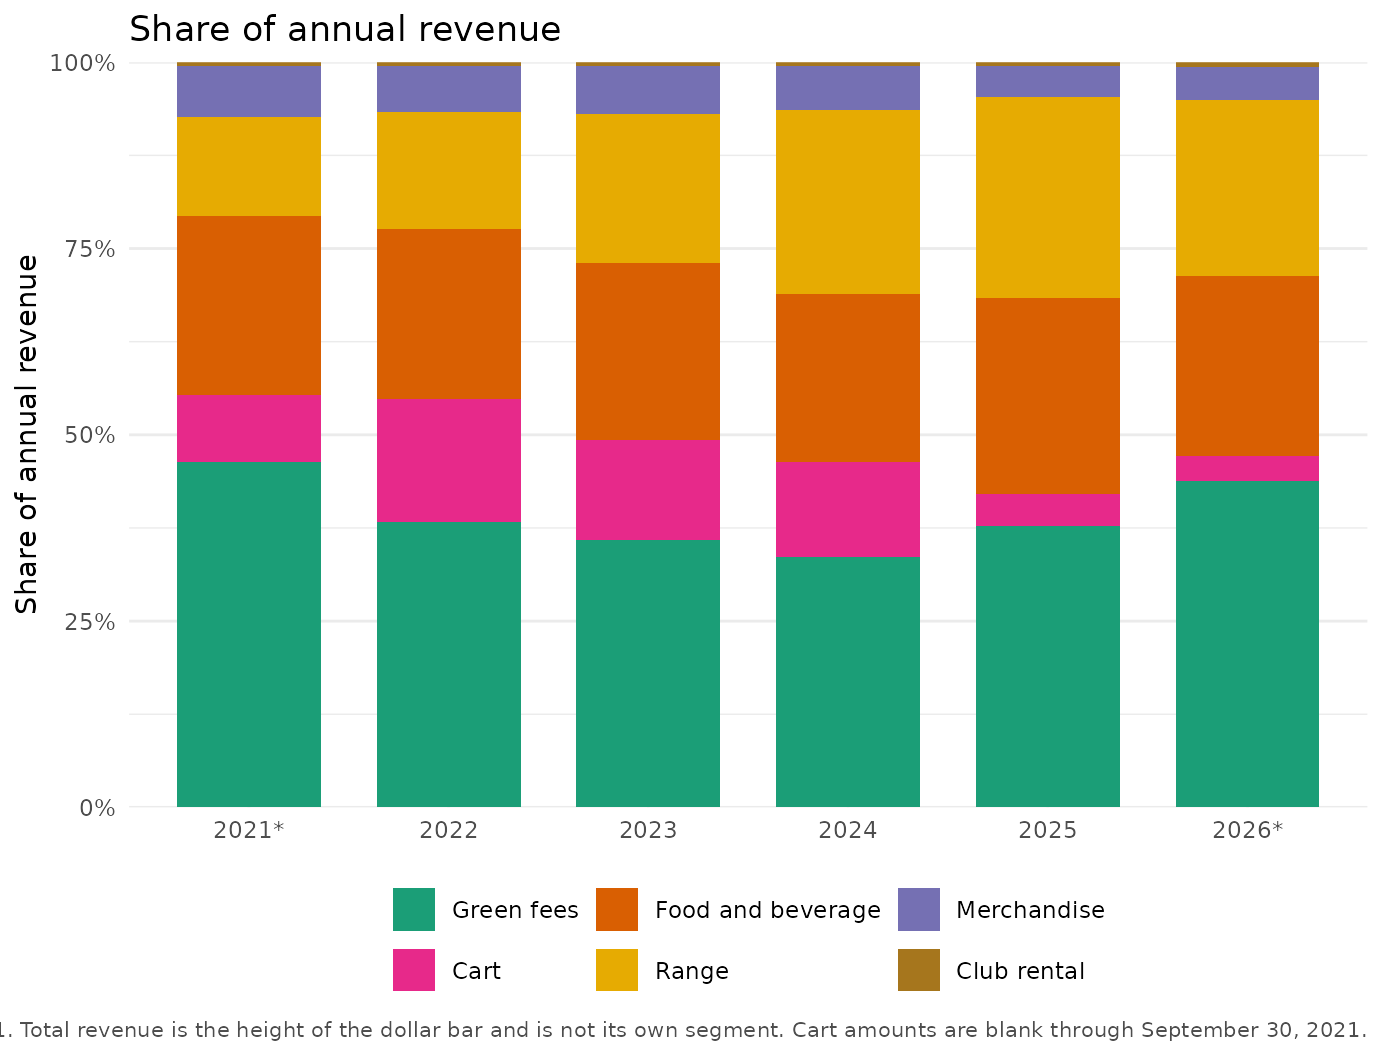 Share of annual revenue
Share of annual revenue
100%
75%
50%
25%
0%
2021* 2022 2023 2024 2025 2026*
Green fees Food and beverage Merchandise
Cart Range Club rental
. Total revenue is the height of the dollar bar and is not its own segment. Cart amounts are blank through September 30, 2021.